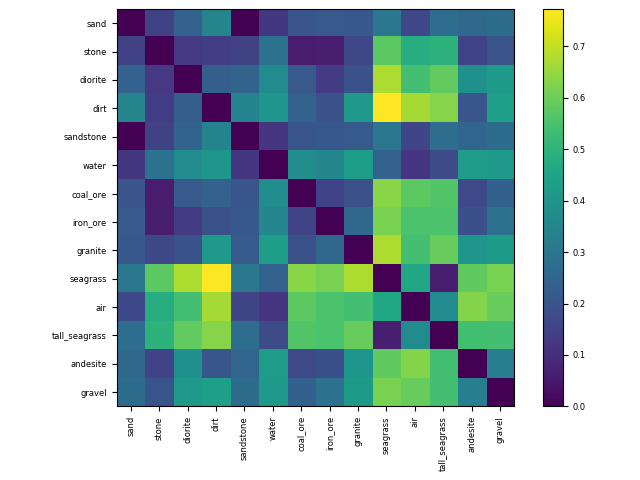 sand
stone
diorite
dirt
sandstone
water
coal_ore
iron_ore
granite
seagrass
air
tall_seagrass
andesite
gravel
sand
stone
diorite
dirt
sandstone
water
coal_ore
iron_ore
granite
seagrass
air
tall_seagrass
andesite
gravel
0.7
0.6
0.5
0.4
0.3
0.2
0.1
0.0